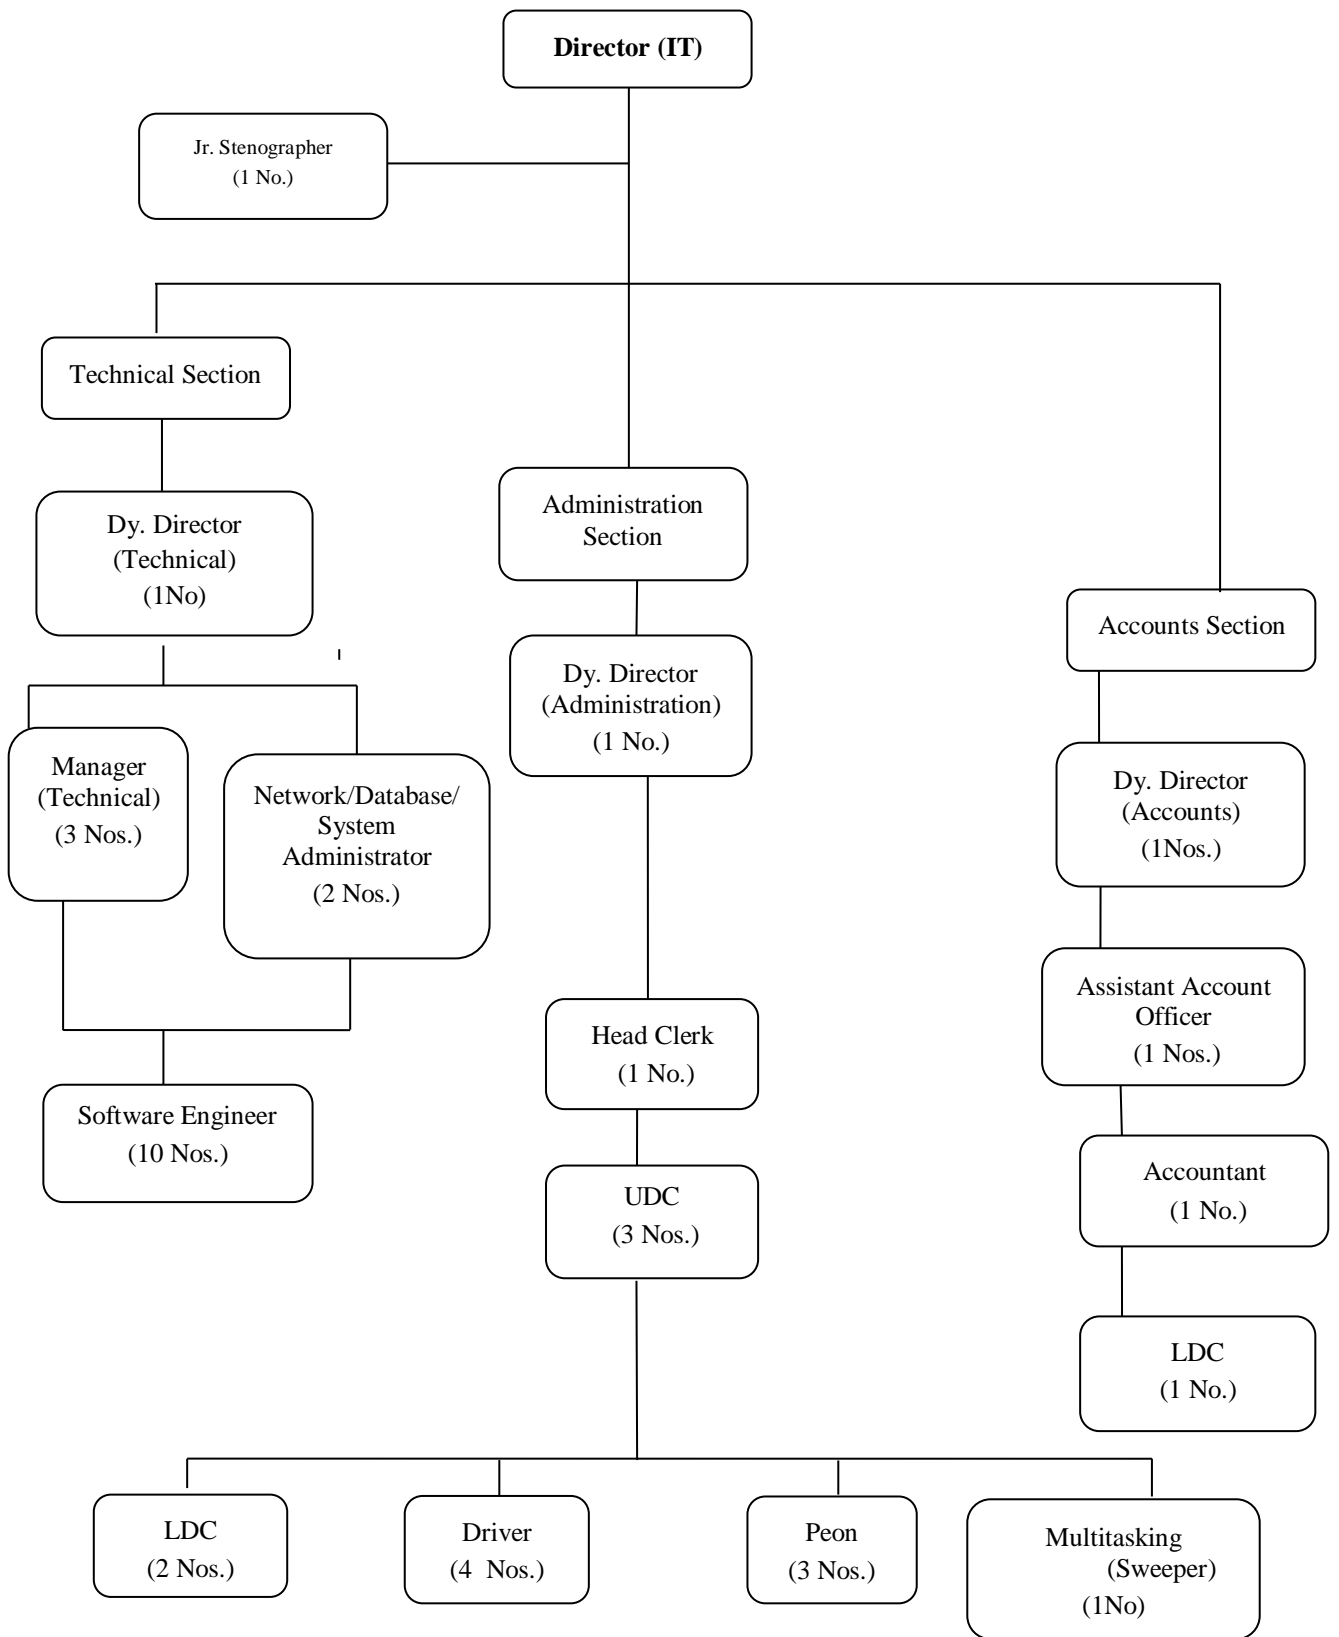 Director (IT)
Jr. Stenographer
(1 No.)
Technical Section
Dy. Director
(Technical)
(1No)
Manager
(Technical)
(3 Nos.)
Network/Database/
System
Administrator
(2 Nos.)
Software Engineer
(10 Nos.)
Administration
Section
Dy. Director
(Administration)
(1 No.)
Head Clerk
(1 No.)
UDC
(3 Nos.)
Accounts Section
Dy. Director
(Accounts)
(1Nos.)
Assistant Account
Officer
(1 Nos.)
Accountant
(1 No.)
LDC
(1 No.)
LDC
(2 Nos.)
Driver
(4 Nos.)
Peon
(3 Nos.)
Multitasking
(Sweeper)
(1No)